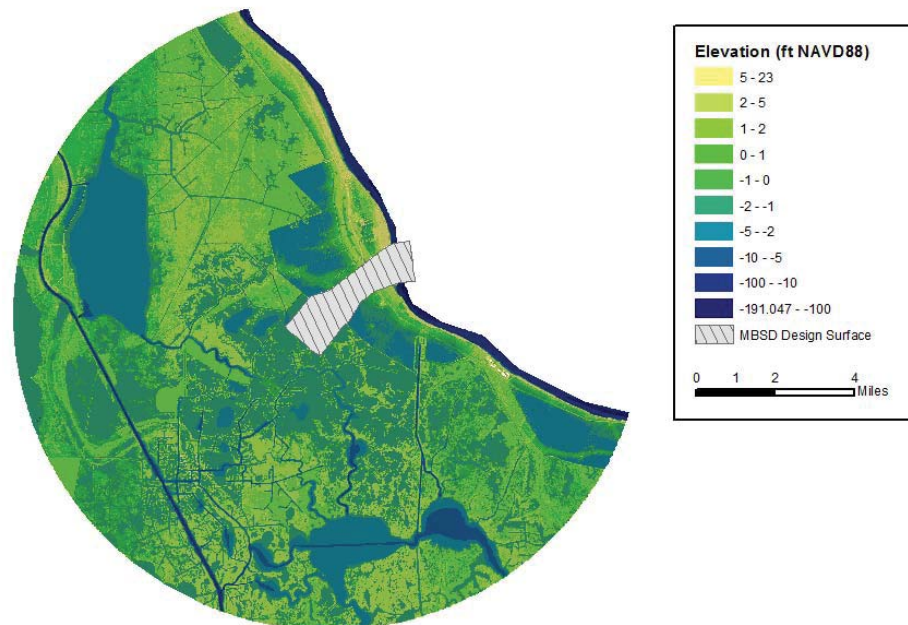 Elevation (ft NAVD88)
5 - 23
2 - 5
1 - 2
0 - 1
-1 - 0
-2 - -1
-5 - -2
-10 - -5
-100 - -10
-191.047 - -100
MBSD Design Surface
0 1 2 4
Miles